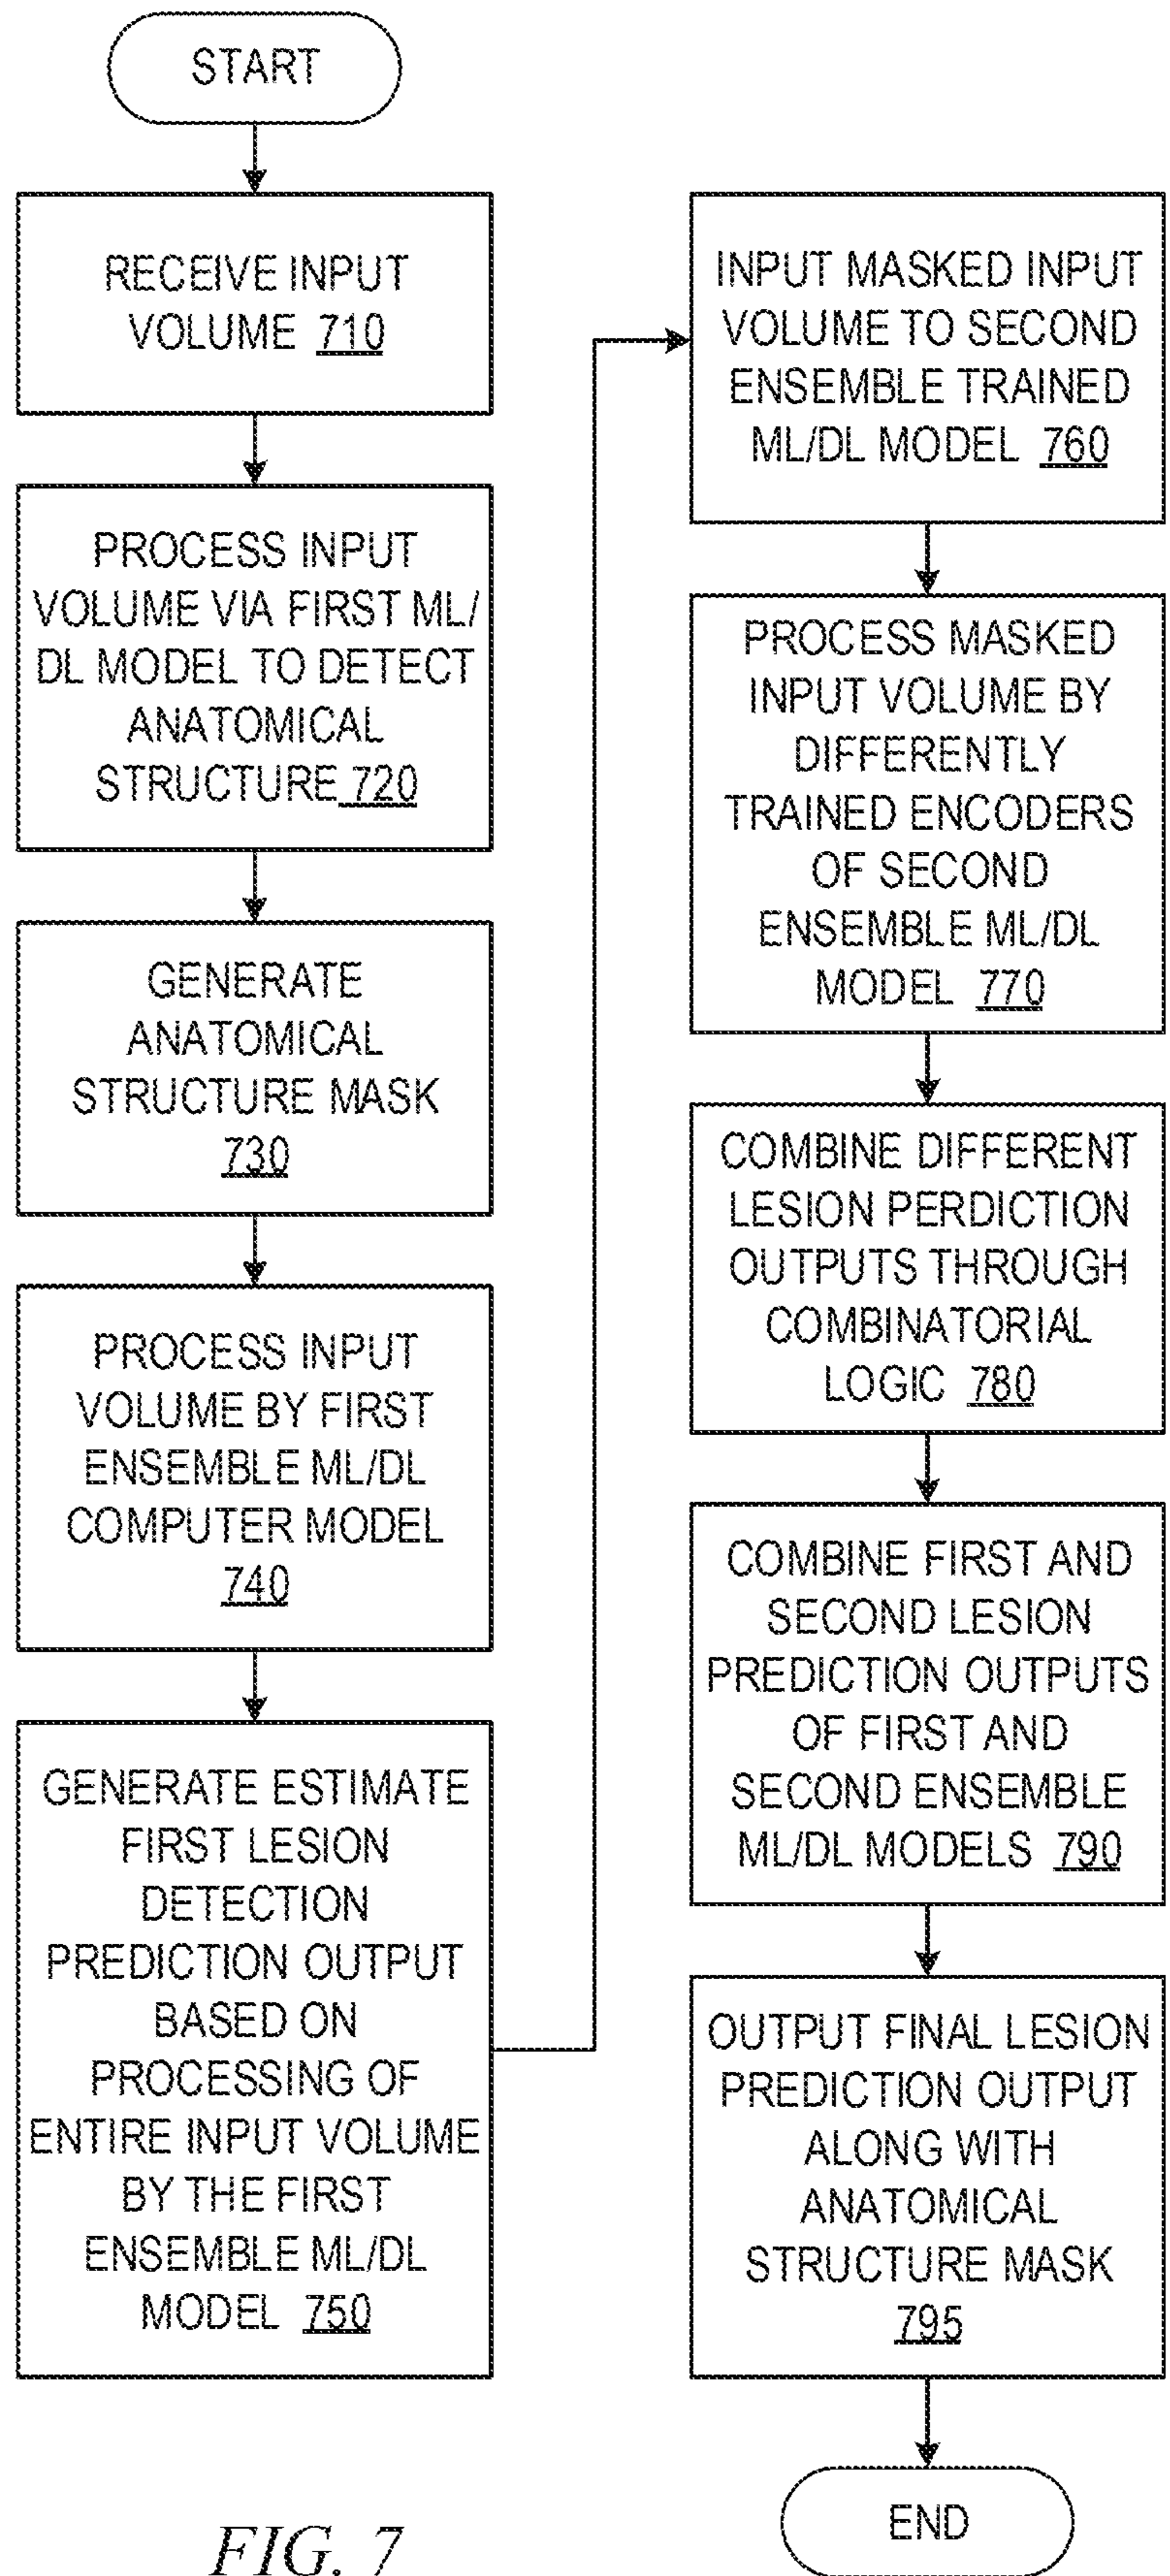 START
RECEIVE INPUT
VOLUME 710
PROCESS INPUT
VOLUME VIA FIRST ML/
DL MODEL TO DETECT
ANATOMICAL
STRUCTURE 720
GENERATE
ANATOMICAL
STRUCTURE MASK
730
PROCESS INPUT
VOLUME BY FIRST
ENSEMBLE ML/DL
COMPUTER MODEL
740
GENERATE ESTIMATE
FIRST LESION
DETECTION
PREDICTION OUTPUT
BASED ON
PROCESSING OF
ENTIRE INPUT VOLUME
BY THE FIRST
ENSEMBLE ML/DL
MODEL 750
INPUT MASKED INPUT
VOLUME TO SECOND
ENSEMBLE TRAINED
ML/DL MODEL 760
PROCESS MASKED
INPUT VOLUME BY
DIFFERENTLY
TRAINED ENCODERS
OF SECOND
ENSEMBLE ML/DL
MODEL 770
COMBINE DIFFERENT
LESION PERDICTION
OUTPUTS THROUGH
COMBINATORIAL
LOGIC 780
COMBINE FIRST AND
SECOND LESION
PREDICTION OUTPUTS
OF FIRST AND
SECOND ENSEMBLE
ML/DL MODELS 790
OUTPUT FINAL LESION
PREDICTION OUTPUT
ALONG WITH
ANATOMICAL
STRUCTURE MASK
795
END
FIG. 7